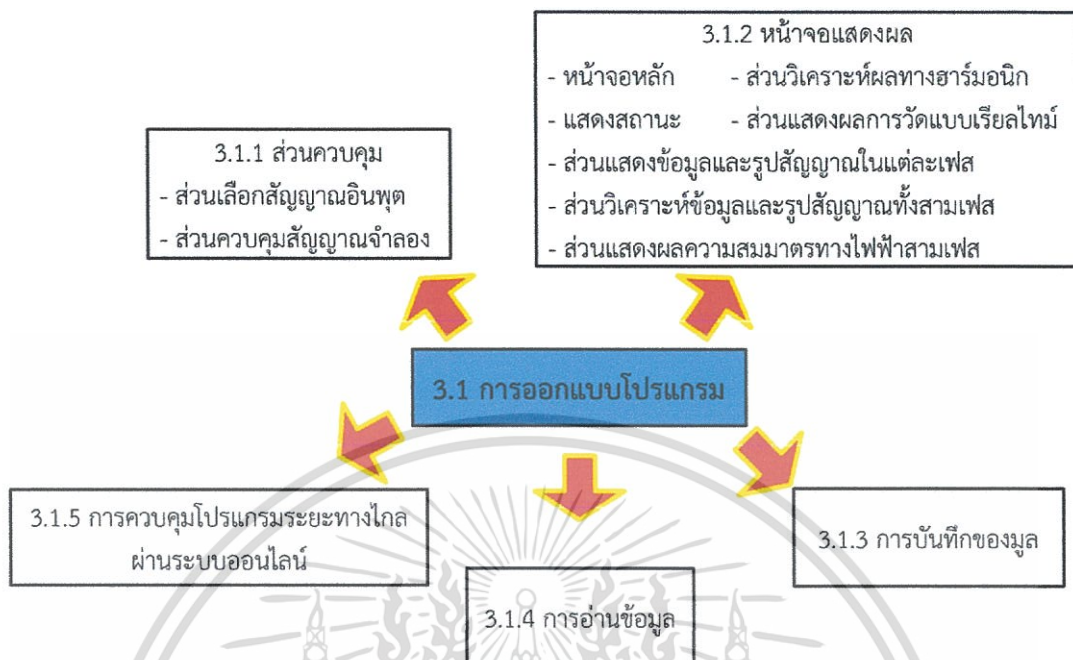 3.1.2 หน้าจอแสดงผล
- หน้าจอหลัก - ส่วนวิเคราะห์ผลทางฮาร์มอนิก
- แสดงสถานะ - ส่วนแสดงผลการวัดแบบเรียลไทม์
- ส่วนแสดงข้อมูลและรูปสัญญาณในแต่ละเฟส
- ส่วนวิเคราะห์ข้อมูลและรูปสัญญาณทั้งสามเฟส
- ส่วนแสดงผลความสมมาตรทางไฟฟ้าสามเฟส
3.1.1 ส่วนควบคุม
- ส่วนเลือกสัญญาณอินพุต
- ส่วนควบคุมสัญญาณจำลอง
3.1 การออกแบบโปรแกรม
3.1.5 การควบคุมโปรแกรมระยะทางไกล
ผ่านระบบออนไลน์
3.1.4 การอ่านข้อมูล
3.1.3 การบันทึกของมูล